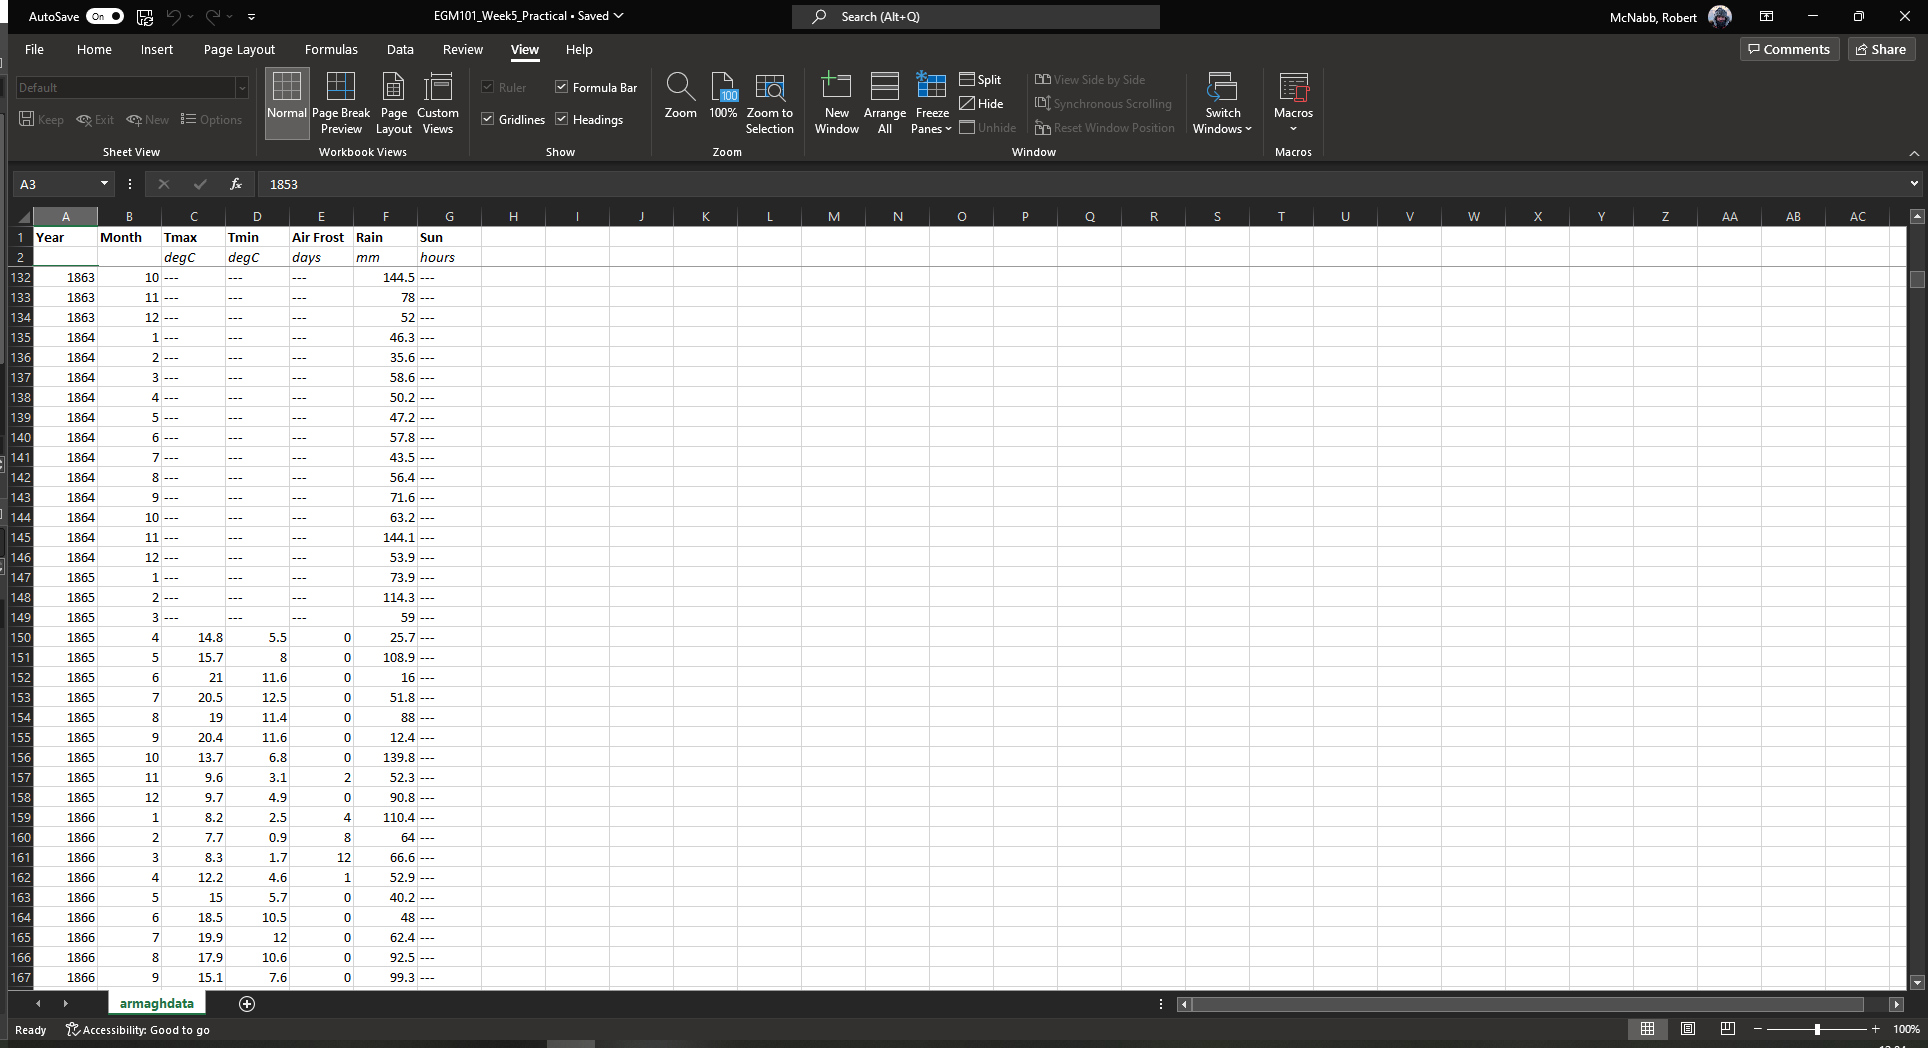 AutoSave On EGM101_Week5_Practical • Saved Search (Alt+Q) McNabb, Robert
File Home Insert Page Layout Formulas Data Review View Help Comments Share
Default
Keep Exit New Options
Sheet View
Normal Page Break Preview Page Layout Custom Views
Workbook Views
Ruler Formula Bar
Gridlines Headings
Show
Zoom 100 100% Zoom to Selection
Zoom
New Window Arrange All Freeze Panes
Split
Hide
Unhide
View Side by Side
Synchronous Scrolling
Reset Window Position
Switch Windows
Window
Macros
Macros
A3 fx 1853
A B C D E F G H I J K L M N O P Q R S T U V W X Y Z AA AB AC
1 Year Month Tmax Tmin Air Frost Rain Sun
2 degC degC days mm hours
132 1863 10 --- --- --- 144.5 ---
133 1863 11 --- --- --- 78 ---
134 1863 12 --- --- --- 52 ---
135 1864 1 --- --- --- 46.3 ---
136 1864 2 --- --- --- 35.6 ---
137 1864 3 --- --- --- 58.6 ---
138 1864 4 --- --- --- 50.2 ---
139 1864 5 --- --- --- 47.2 ---
140 1864 6 --- --- --- 57.8 ---
141 1864 7 --- --- --- 43.5 ---
142 1864 8 --- --- --- 56.4 ---
143 1864 9 --- --- --- 71.6 ---
144 1864 10 --- --- --- 63.2 ---
145 1864 11 --- --- --- 144.1 ---
146 1864 12 --- --- --- 53.9 ---
147 1865 1 --- --- --- 73.9 ---
148 1865 2 --- --- --- 114.3 ---
149 1865 3 --- --- --- 59 ---
150 1865 4 14.8 5.5 0 25.7 ---
151 1865 5 15.7 8 0 108.9 ---
152 1865 6 21 11.6 0 16 ---
153 1865 7 20.5 12.5 0 51.8 ---
154 1865 8 19 11.4 0 88 ---
155 1865 9 20.4 11.6 0 12.4 ---
156 1865 10 13.7 6.8 0 139.8 ---
157 1865 11 9.6 3.1 2 52.3 ---
158 1865 12 9.7 4.9 0 90.8 ---
159 1866 1 8.2 2.5 4 110.4 ---
160 1866 2 7.7 0.9 8 64 ---
161 1866 3 8.3 1.7 12 66.6 ---
162 1866 4 12.2 4.6 1 52.9 ---
163 1866 5 15 5.7 0 40.2 ---
164 1866 6 18.5 10.5 0 48 ---
165 1866 7 19.9 12 0 62.4 ---
166 1866 8 17.9 10.6 0 92.5 ---
167 1866 9 15.1 7.6 0 99.3 ---
armaghdata
Ready Accessibility: Good to go 100%